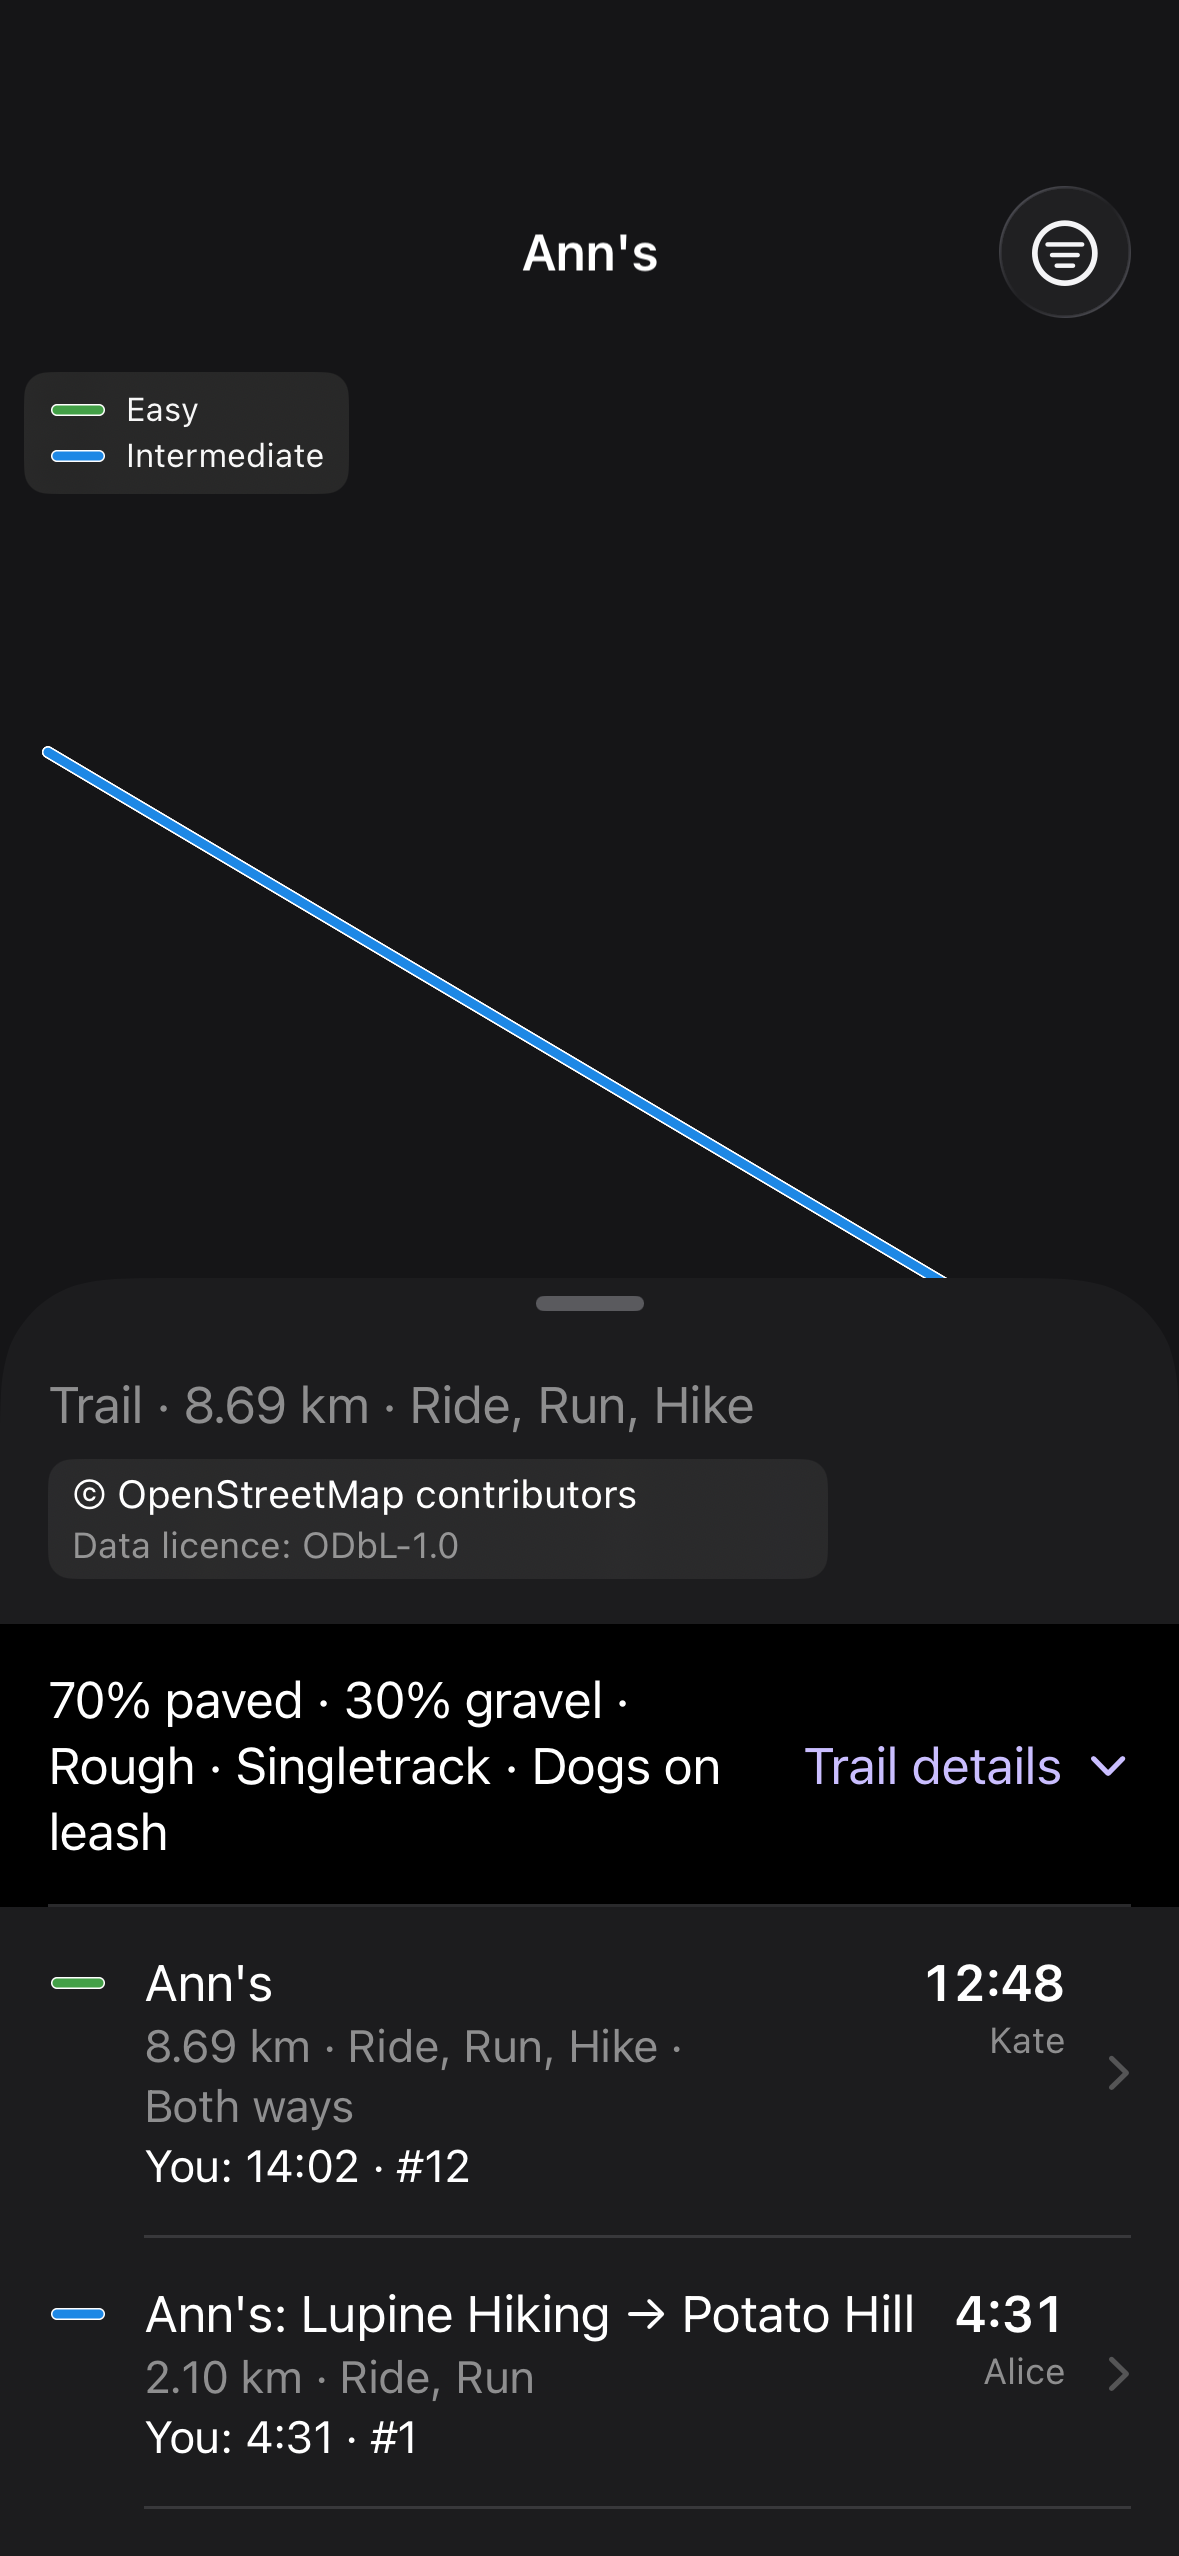 Ann's
Easy
Intermediate
Trail · 8.69 km · Ride, Run, Hike
© OpenStreetMap contributors
Data licence: ODbL-1.0
70% paved · 30% gravel ·
Rough · Singletrack · Dogs on
leash
Trail details
Ann's
12:48
8.69 km · Ride, Run, Hike ·
Both ways
Kate
You: 14:02 · #12
Ann's: Lupine Hiking → Potato Hill
4:31
2.10 km · Ride, Run
Alice
You: 4:31 · #1